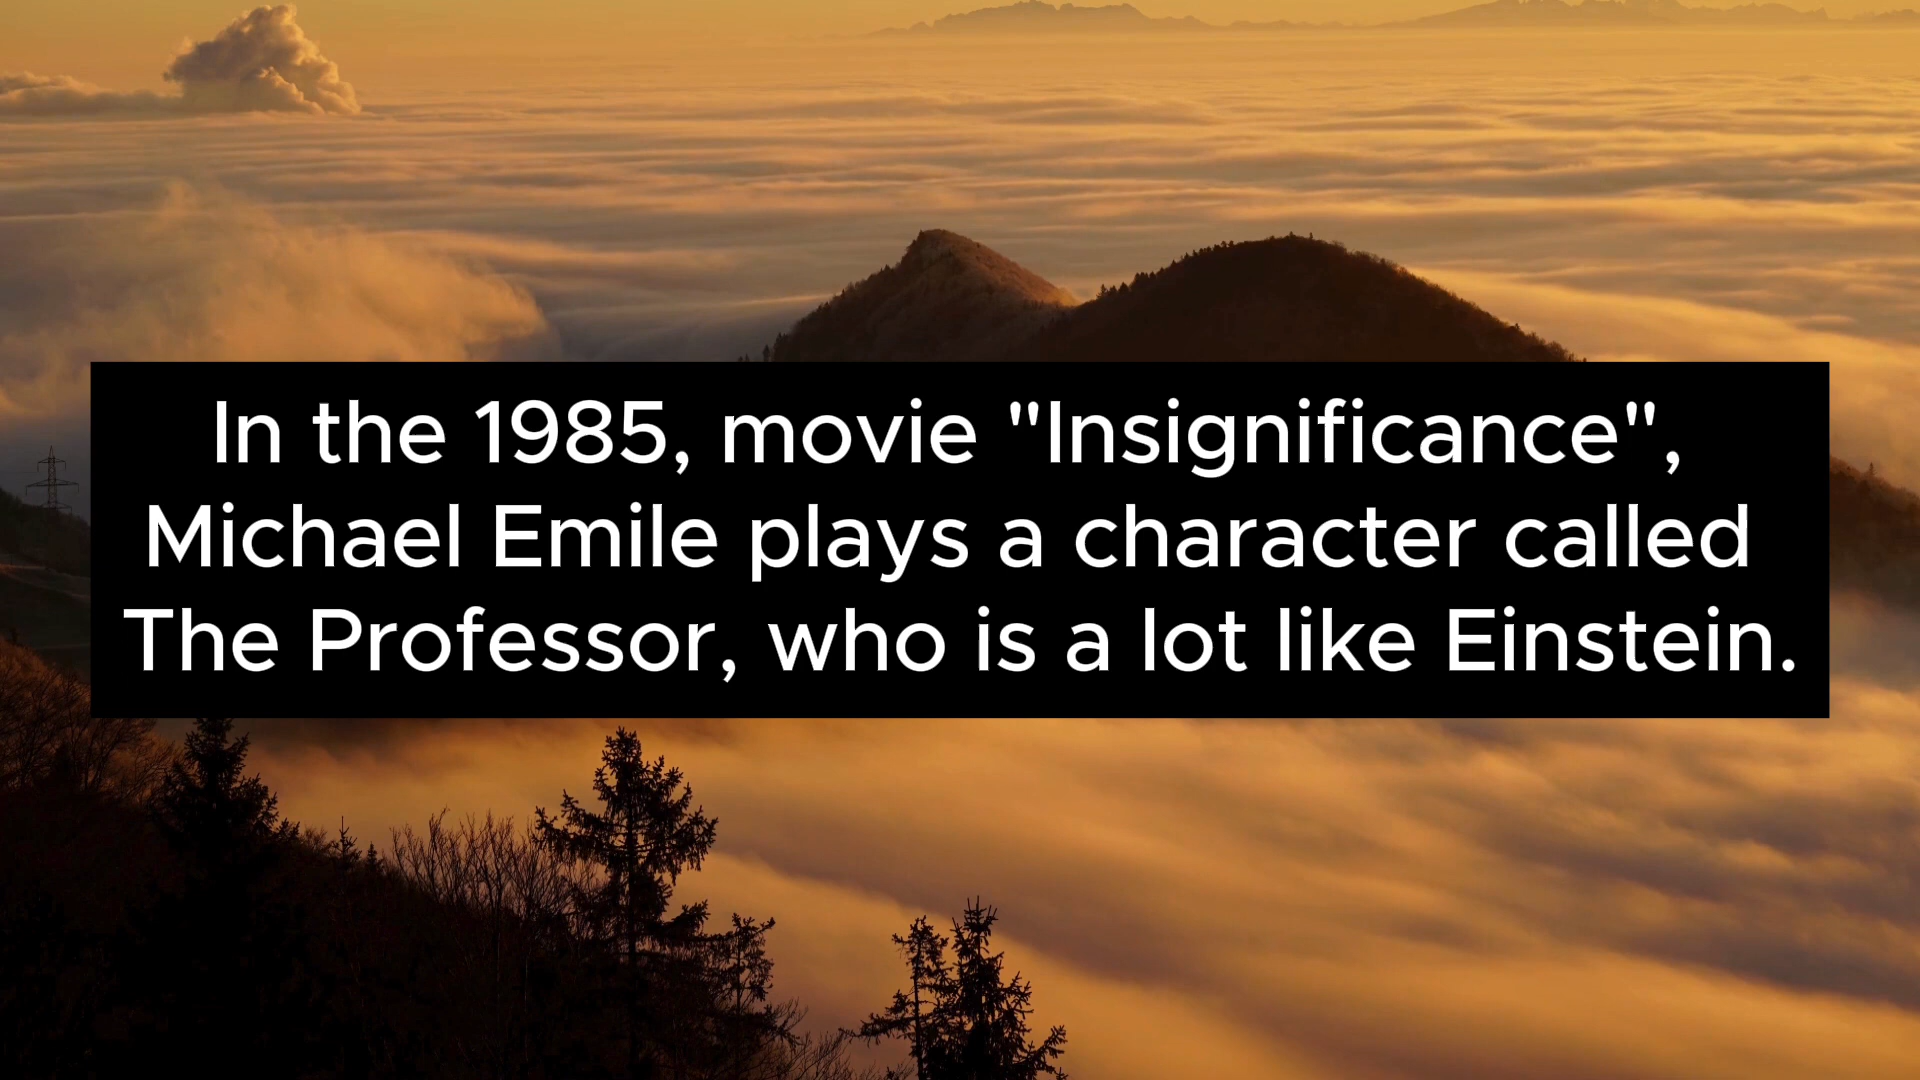 In the 1985, movie "Insignificance",
Michael Emile plays a character called
The Professor, who is a lot like Einstein.